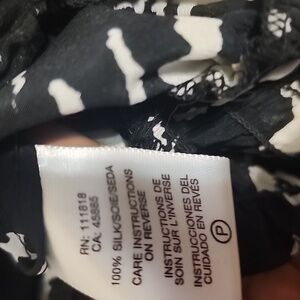 RN: 111818
CA: 45885
100% SILK/SOIE/SEDA
CARE INSTRUCTIONS
ON REVERSE
INSTRUCTIONS DE
SOIN SUR L'INVERSE
INSTRUCCIONES DEL
CUIDADO EN REVÉS
P